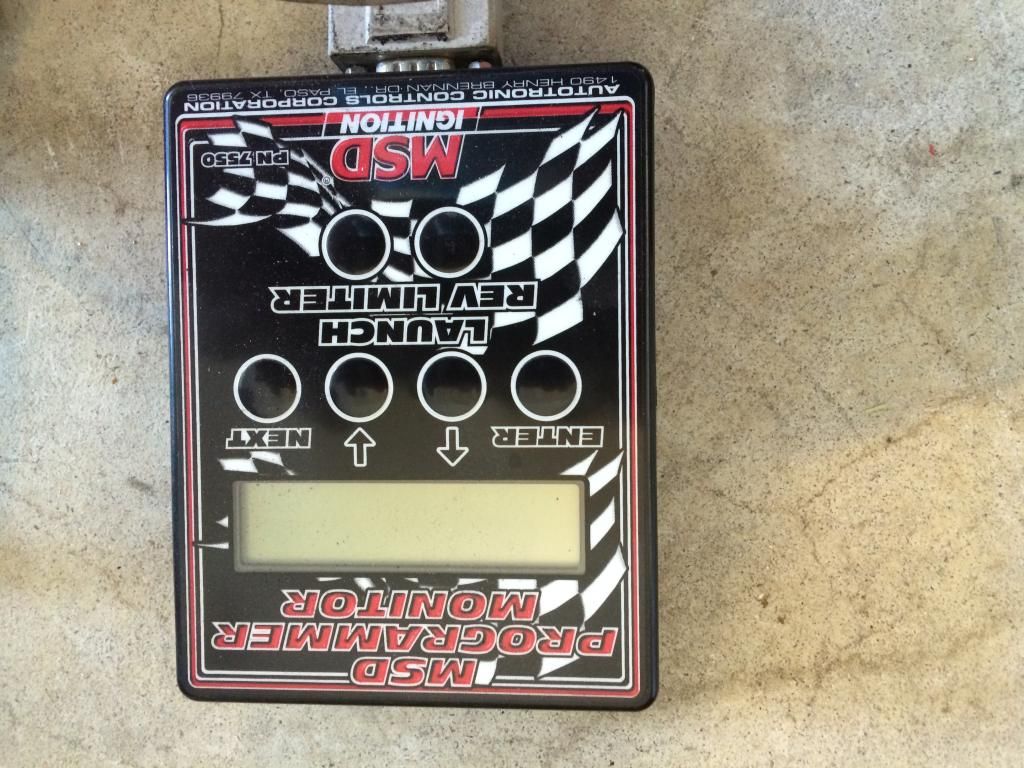 MSD
PROGRAMMER
MONITOR
ENTER ↑ ↓ NEXT
LAUNCH
REV LIMITER
MSD ® PN 7550
IGNITION
AUTOTRONIC CONTROLS CORPORATION
1490 HENRY BRENNAN DR., EL PASO, TX 79936